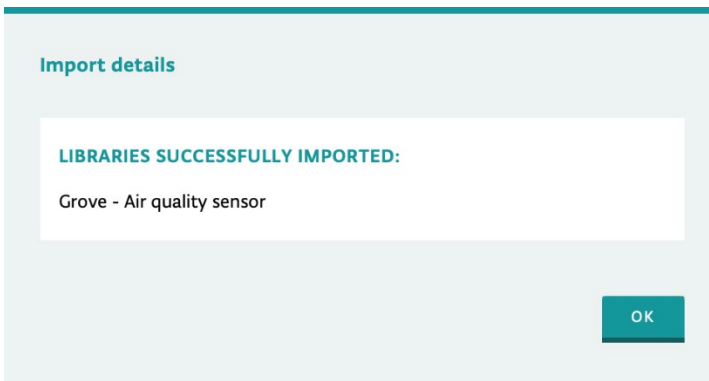 Import details
LIBRARIES SUCCESSFULLY IMPORTED:
Grove - Air quality sensor
OK